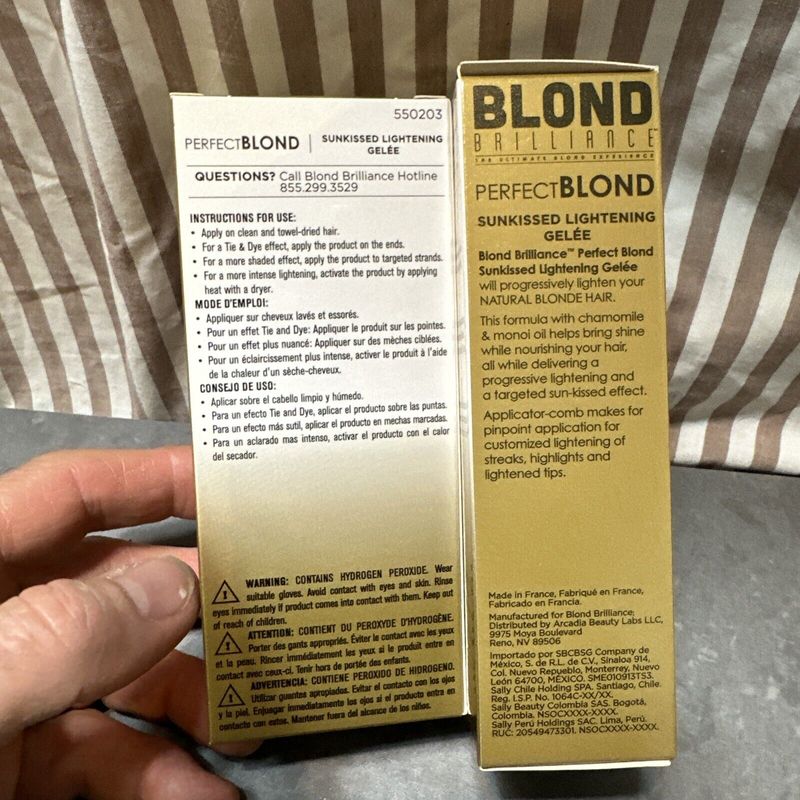 550203
PERFECTBLOND | SUNKISSED LIGHTENING
GELÉE
QUESTIONS? Call Blond Brilliance Hotline
855.299.3529
INSTRUCTIONS FOR USE:
• Apply on clean and towel-dried hair.
• For a Tie & Dye effect, apply the product on the ends.
• For a more shaded effect, apply the product to targeted strands.
• For a more intense lightening, activate the product by applying
heat with a dryer.
MODE D'EMPLOI:
• Appliquer sur cheveux lavés et essorés.
• Pour un effet Tie and Dye: Appliquer le produit sur les pointes.
• Pour un effet plus nuancé: Appliquer sur des mèches ciblées.
• Pour un éclaircissement plus intense, activer le produit à l'aide
de la chaleur d'un sèche-cheveux.
CONSEJO DE USO:
• Aplicar sobre el cabello limpio y húmedo.
• Para un efecto Tie and Dye, aplicar el producto sobre las puntas.
• Para un efecto más sutil, aplicar el producto en mechas marcadas.
• Para un aclarado mas intenso, activar el producto con el calor
del secador.
WARNING: CONTAINS HYDROGEN PEROXIDE. Wear
suitable gloves. Avoid contact with eyes and skin. Rinse
eyes immediately if product comes into contact with them. Keep out
of reach of children.
ATTENTION: CONTIENT DU PEROXYDE D'HYDROGÈNE.
Porter des gants appropriés. Éviter le contact avec les yeux
et la peau. Rincer immédiatement les yeux si le produit entre en
contact avec ceux-ci. Tenir hors de portée des enfants.
ADVERTENCIA: CONTIENE PEROXIDO DE HIDROGENO.
Utilizar guantes apropiados. Evitar el contacto con los ojos
y la piel. Enjuagar inmediatamente los ojos si el producto entra en
contacto con estos. Mantener fuera del alcance de los niños.
BLOND
BRILLIANCE™
THE ULTIMATE BLOND EXPERIENCE
PERFECTBLOND
SUNKISSED LIGHTENING
GELÉE
Blond Brilliance™ Perfect Blond
Sunkissed Lightening Gelée
will progressively lighten your
NATURAL BLONDE HAIR.
This formula with chamomile
& monoi oil helps bring shine
while nourishing your hair,
all while delivering a
progressive lightening and
a targeted sun-kissed effect.
Applicator-comb makes for
pinpoint application for
customized lightening of
streaks, highlights and
lightened tips.
Made in France, Fabriqué en France,
Fabricado en Francia.
Manufactured for Blond Brilliance;
Distributed by Arcadia Beauty Labs LLC,
9975 Moya Boulevard
Reno, NV 89506
Importado por SBCBSG Company de
México, S. de R.L. de C.V., Sinaloa 914,
Col. Nuevo Repueblo, Monterrey, Nuevo
León 64700, MÉXICO. SME010913TS3.
Sally Chile Holding SPA. Santiago, Chile.
Reg. I.S.P. No. 1064C-XX/XX.
Sally Beauty Colombia SAS. Bogotá,
Colombia. NSOCXXXX-XXXX.
Sally Perú Holdings SAC. Lima, Perú.
RUC: 20549473301. NSOCXXXX-XXXX.